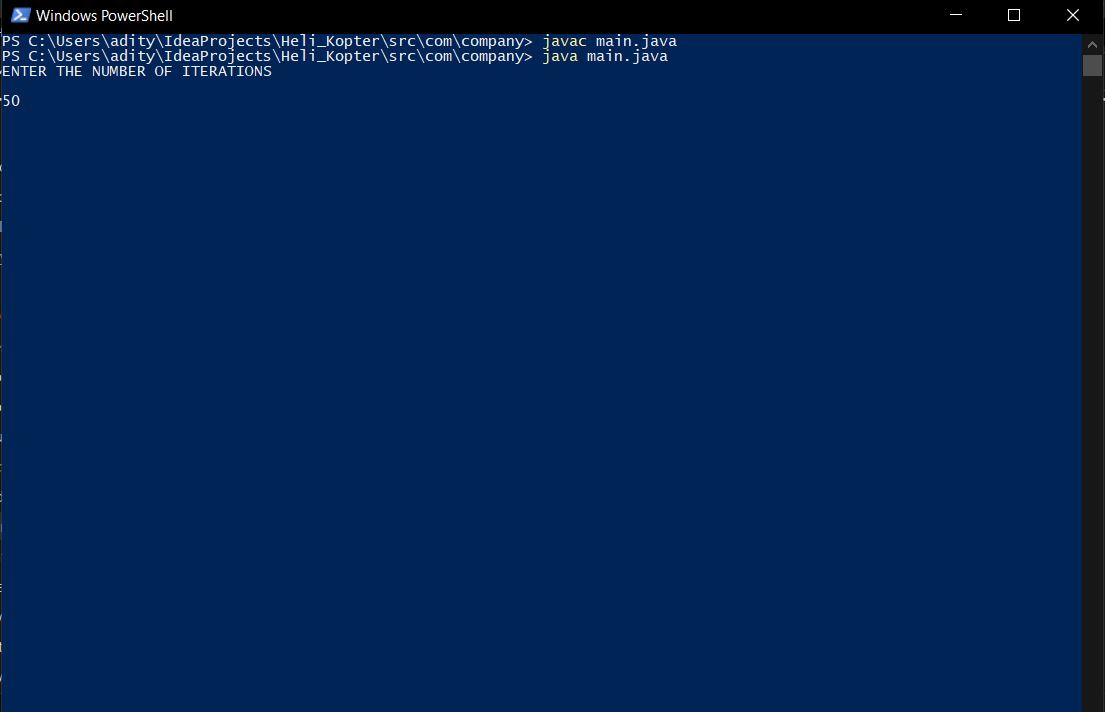 Windows PowerShell
PS C:\Users\adity\IdeaProjects\Heli_Kopter\src\com\company> javac main.java
PS C:\Users\adity\IdeaProjects\Heli_Kopter\src\com\company> java main.java
ENTER THE NUMBER OF ITERATIONS
50